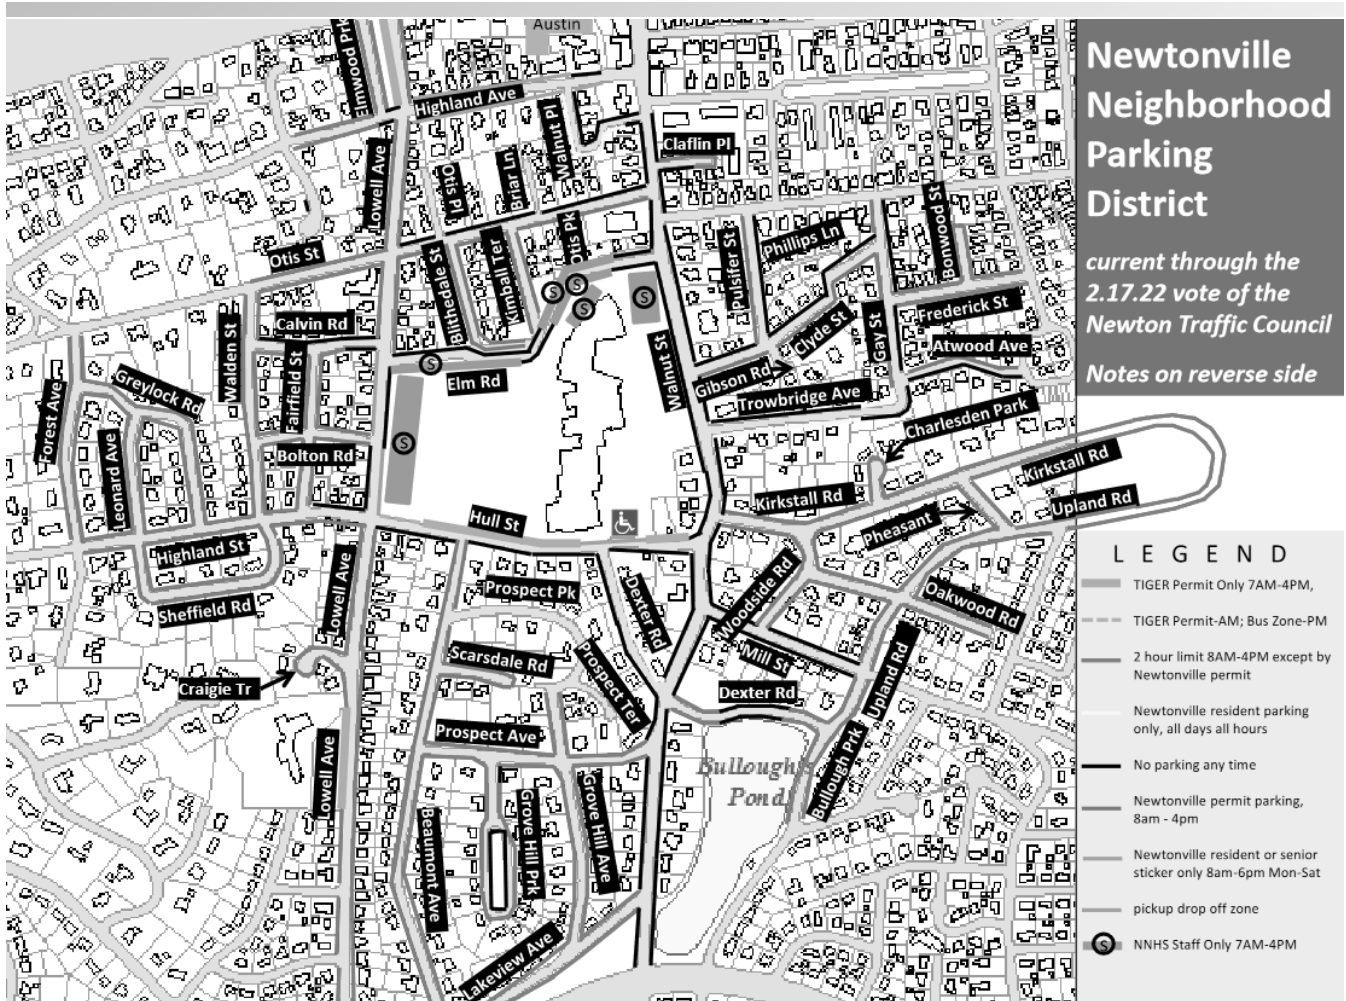 Austin
Elmwood Prk
Highland Ave
Walnut Pl
Claflin Pl
Lowell Ave
Otis Pl
Briar Ln
Otis St
Otis Pk
Blithedale St
Kimball Ter
Pulsifer St
Phillips Ln
Bonwood St
Calvin Rd
Walden St
Fairfield St
Elm Rd
Walnut St
Gibson Rd
Clyde St
Gay St
Frederick St
Atwood Ave
Trowbridge Ave
Charlesden Park
Forest Ave
Greylock Rd
Leonard Ave
Bolton Rd
Hull St
Kirkstall Rd
Kirkstall Rd
Upland Rd
Pheasant
Highland St
Sheffield Rd
Lowell Ave
Prospect Pk
Dexter Rd
Woodside Rd
Oakwood Rd
Scarsdale Rd
Prospect Ter
Mill St
Dexter Rd
Upland Rd
Craigie Tr
Prospect Ave
Lowell Ave
Bullough's
Pond
Bullough Prk
Beaumont Ave
Grove Hill Prk
Grove Hill Ave
Lakeview Ave
S
S
S
S
S
S
Newtonville
Neighborhood
Parking
District
current through the
2.17.22 vote of the
Newton Traffic Council
Notes on reverse side
LEGEND
TIGER Permit Only 7AM-4PM,
TIGER Permit-AM; Bus Zone-PM
2 hour limit 8AM-4PM except by
Newtonville permit
Newtonville resident parking
only, all days all hours
No parking any time
Newtonville permit parking,
8am - 4pm
Newtonville resident or senior
sticker only 8am-6pm Mon-Sat
pickup drop off zone
S NNHS Staff Only 7AM-4PM